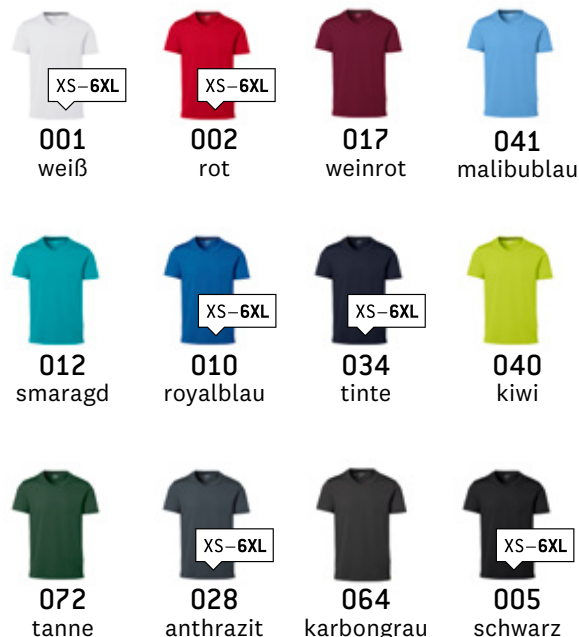 XS–6XL XS–6XL
001 002 017 041
weiß rot weinrot malibublau
XS–6XL XS–6XL
012 010 034 040
smaragd royalblau tinte kiwi
XS–6XL XS–6XL
072 028 064 005
tanne anthrazit karbongrau schwarz